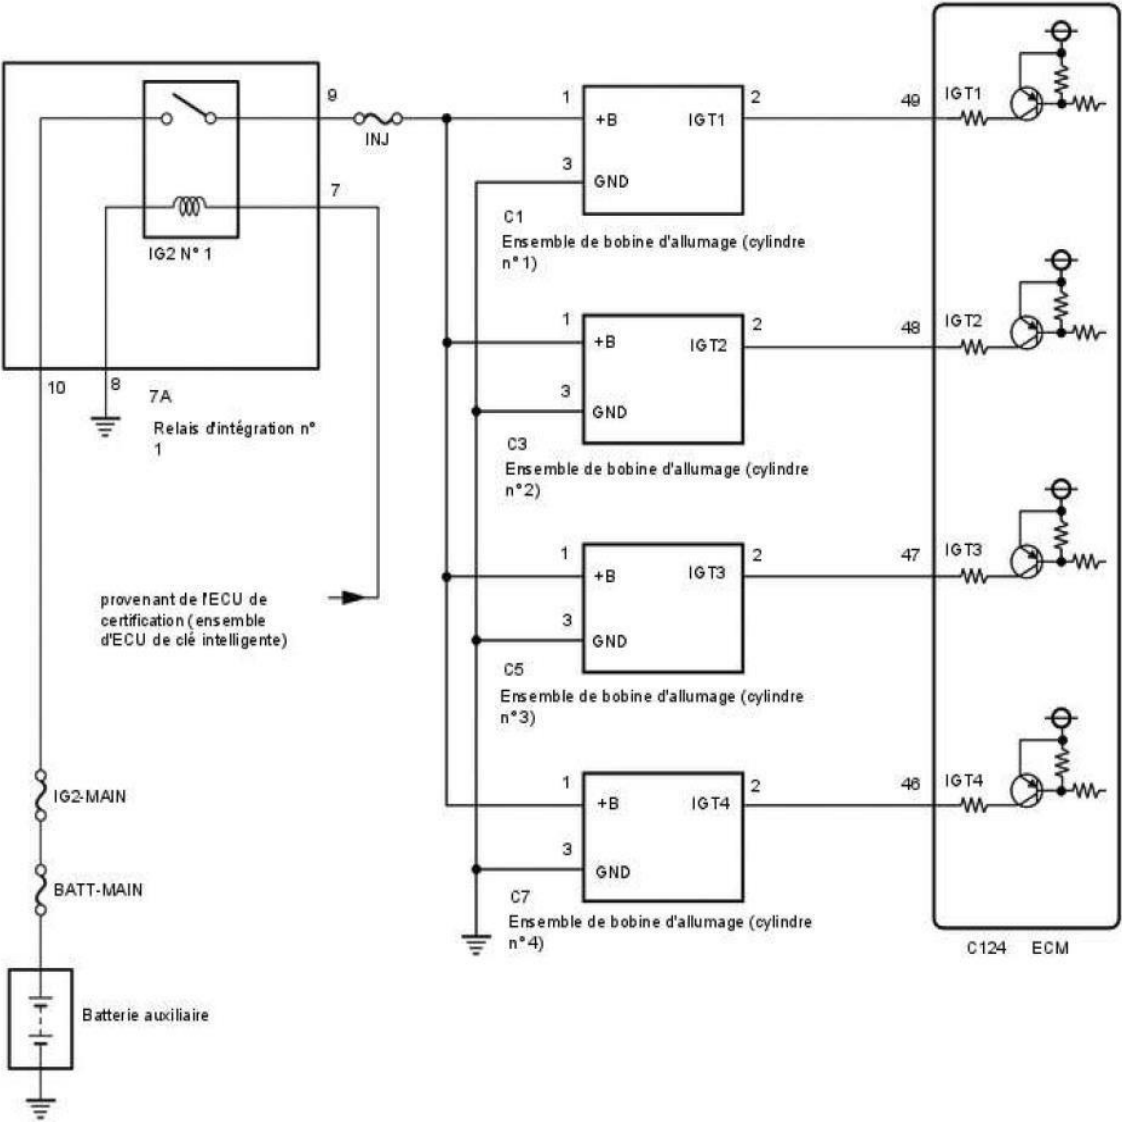 9
INJ
7
IG2 N° 1
10
8
7A
Relais d'intégration n°
1
provenant de l'ECU de
certification (ensemble
d'ECU de clé intelligente)
IG2-MAIN
BATT-MAIN
Batterie auxiliaire
1
+B
IGT1
2
3
GND
C1
Ensemble de bobine d'allumage (cylindre
n°1)
49
IGT1
1
+B
IGT2
2
3
GND
C3
Ensemble de bobine d'allumage (cylindre
n°2)
48
IGT2
1
+B
IGT3
2
3
GND
C5
Ensemble de bobine d'allumage (cylindre
n°3)
47
IGT3
1
+B
IGT4
2
3
GND
C7
Ensemble de bobine d'allumage (cylindre
n°4)
46
IGT4
C124 ECM